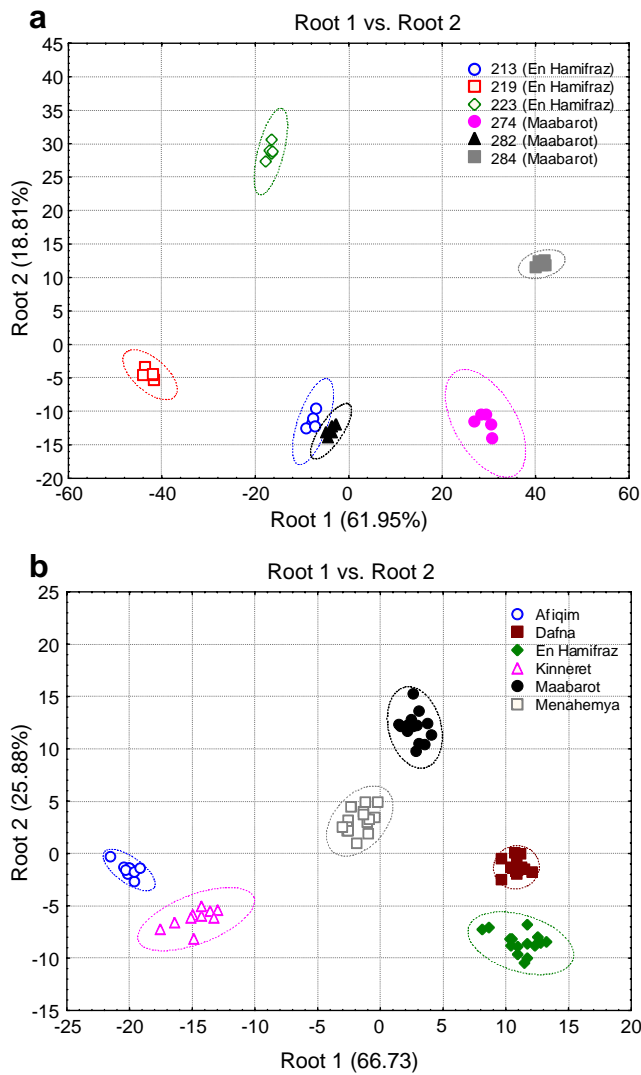 a
Root 1 vs. Root 2
45
40
35
30
25
20
15
10
5
0
-5
-10
-15
-20
Root 2 (18.81%)
213 (En Hamifraz)
219 (En Hamifraz)
223 (En Hamifraz)
274 (Maabarot)
282 (Maabarot)
284 (Maabarot)
-60 -40 -20 0 20 40 60
Root 1 (61.95%)
b
Root 1 vs. Root 2
25
20
15
10
5
0
-5
-10
-15
Root 2 (25.88%)
Afiqim
Dafna
En Hamifraz
Kinneret
Maabarot
Menahemya
-25 -20 -15 -10 -5 0 5 10 15 20
Root 1 (66.73)